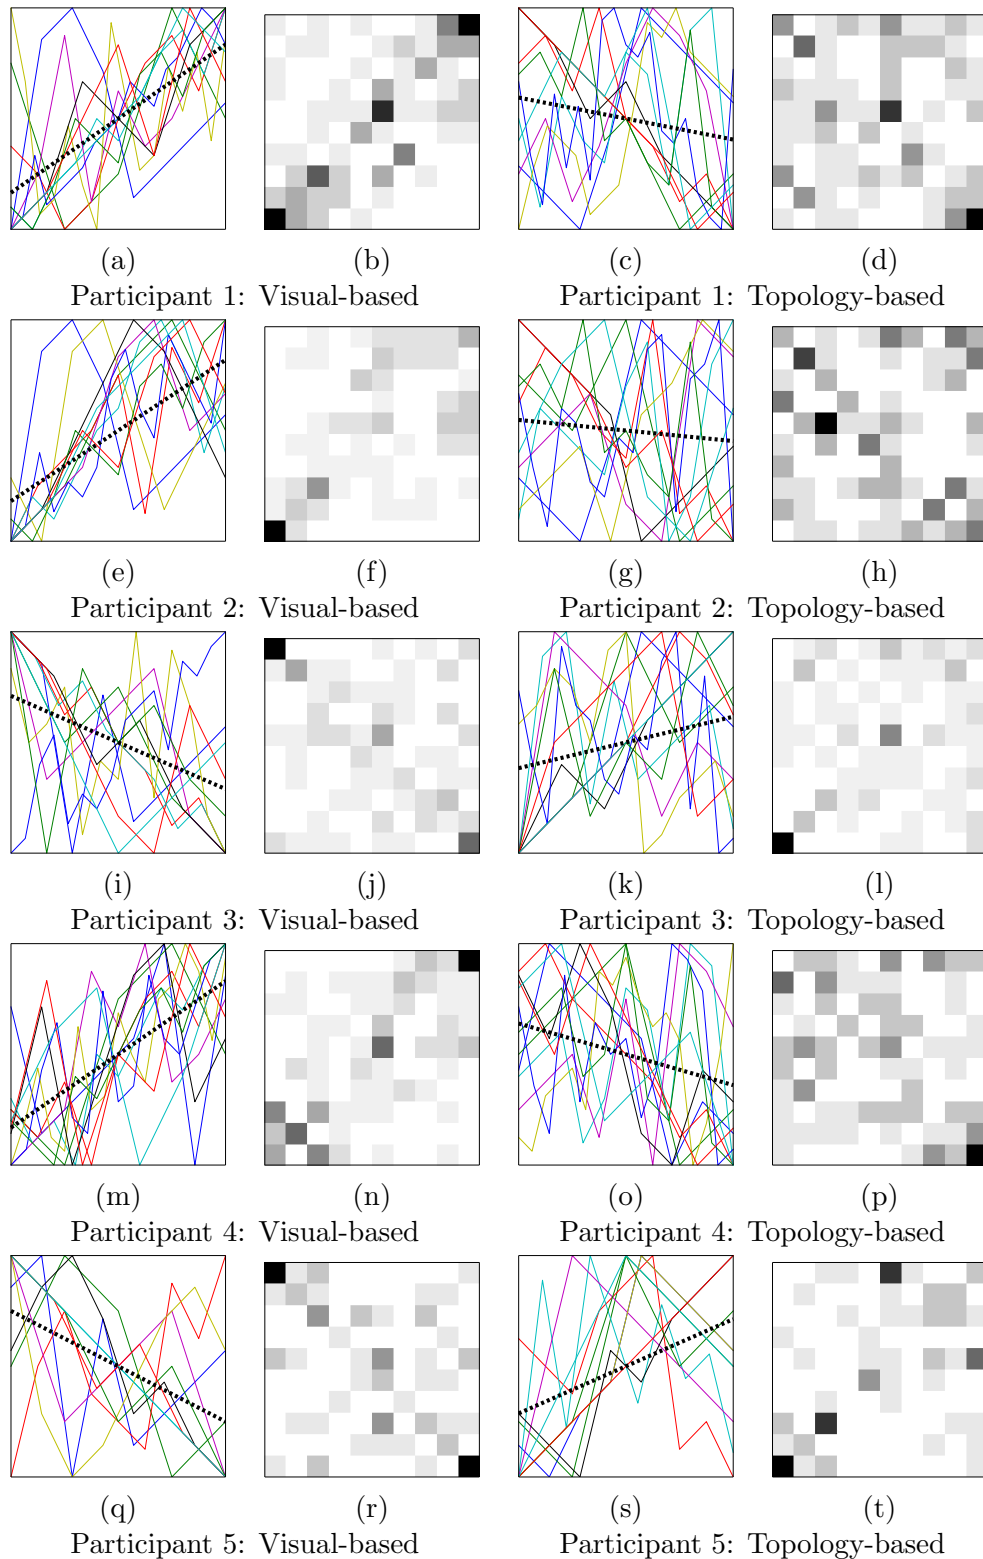 (a) (b) (c) (d)
Participant 1: Visual-based Participant 1: Topology-based
(e) (f) (g) (h)
Participant 2: Visual-based Participant 2: Topology-based
(i) (j) (k) (l)
Participant 3: Visual-based Participant 3: Topology-based
(m) (n) (o) (p)
Participant 4: Visual-based Participant 4: Topology-based
(q) (r) (s) (t)
Participant 5: Visual-based Participant 5: Topology-based